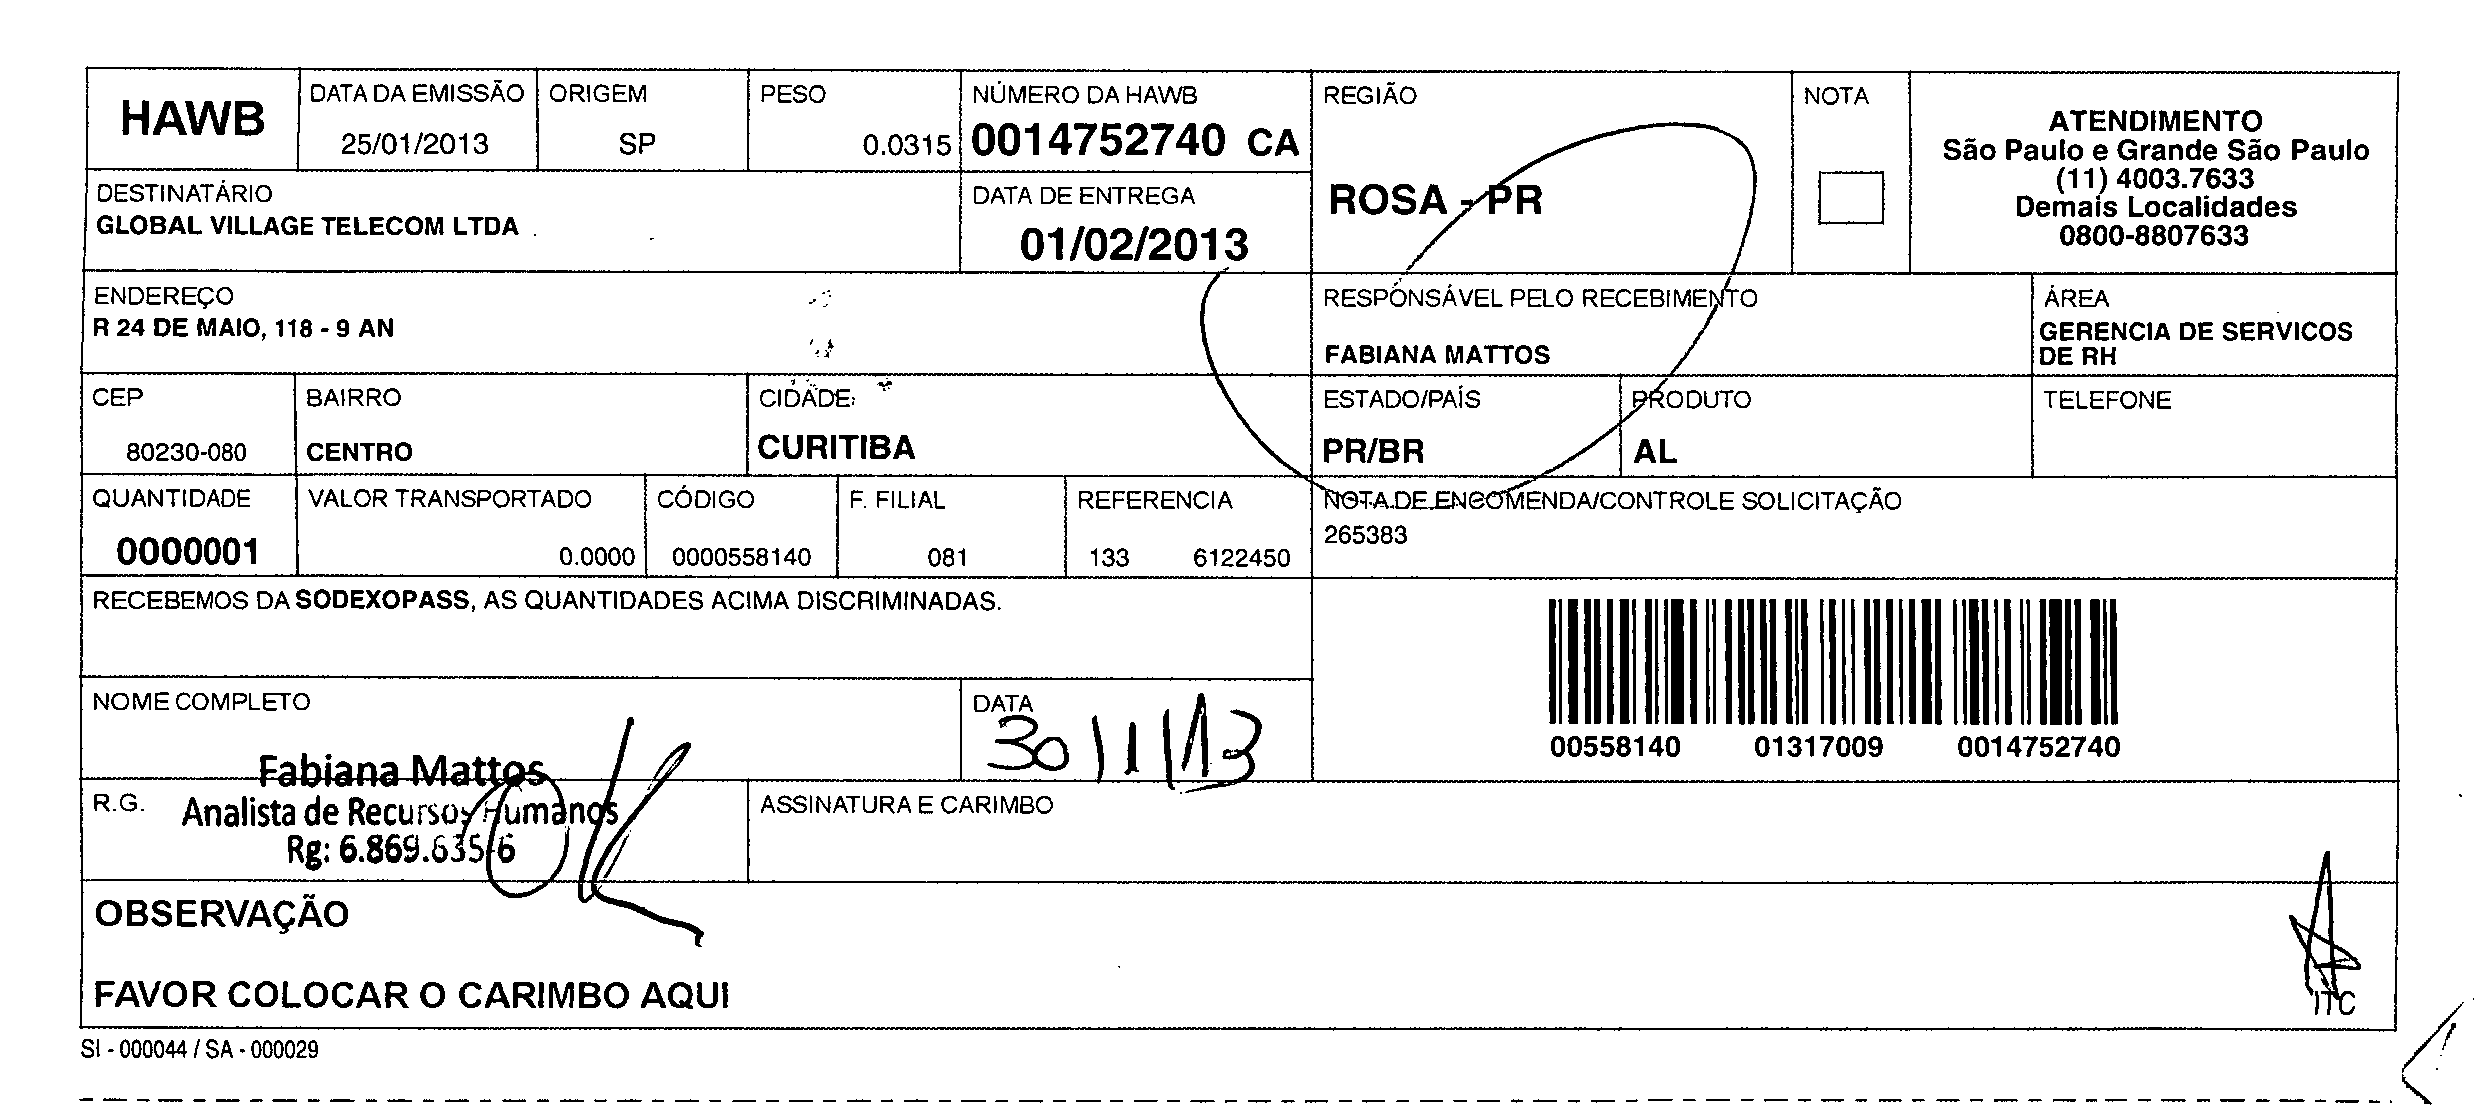 HAWB
DATA DA EMISSÃO
25/01/2013
ORIGEM
SP
PESO
0.0315
NÚMERO DA HAWB
0014752740 CA
REGIÃO
ROSA - PR
NOTA
ATENDIMENTO
São Paulo e Grande São Paulo
(11) 4003.7633
Demais Localidades
0800-8807633
DESTINATÁRIO
GLOBAL VILLAGE TELECOM LTDA
DATA DE ENTREGA
01/02/2013
ENDEREÇO
R 24 DE MAIO, 118 - 9 AN
RESPONSÁVEL PELO RECEBIMENTO
FABIANA MATTOS
ÁREA
GERENCIA DE SERVICOS
DE RH
CEP
80230-080
BAIRRO
CENTRO
CIDADE
CURITIBA
ESTADO/PAÍS
PR/BR
PRODUTO
AL
TELEFONE
QUANTIDADE
0000001
VALOR TRANSPORTADO
0.0000
CÓDIGO
0000558140
F. FILIAL
081
REFERENCIA
133 6122450
NOTA DE ENCOMENDA/CONTROLE SOLICITAÇÃO
265383
RECEBEMOS DA SODEXOPASS, AS QUANTIDADES ACIMA DISCRIMINADAS.
00558140 01317009 0014752740
NOME COMPLETO
Fabiana Mattos
DATA
30/1/13
R.G.
Analista de Recursos Humanos
Rg: 6.869.635-6
ASSINATURA E CARIMBO
OBSERVAÇÃO
FAVOR COLOCAR O CARIMBO AQUI
ITC
SI - 000044 / SA - 000029